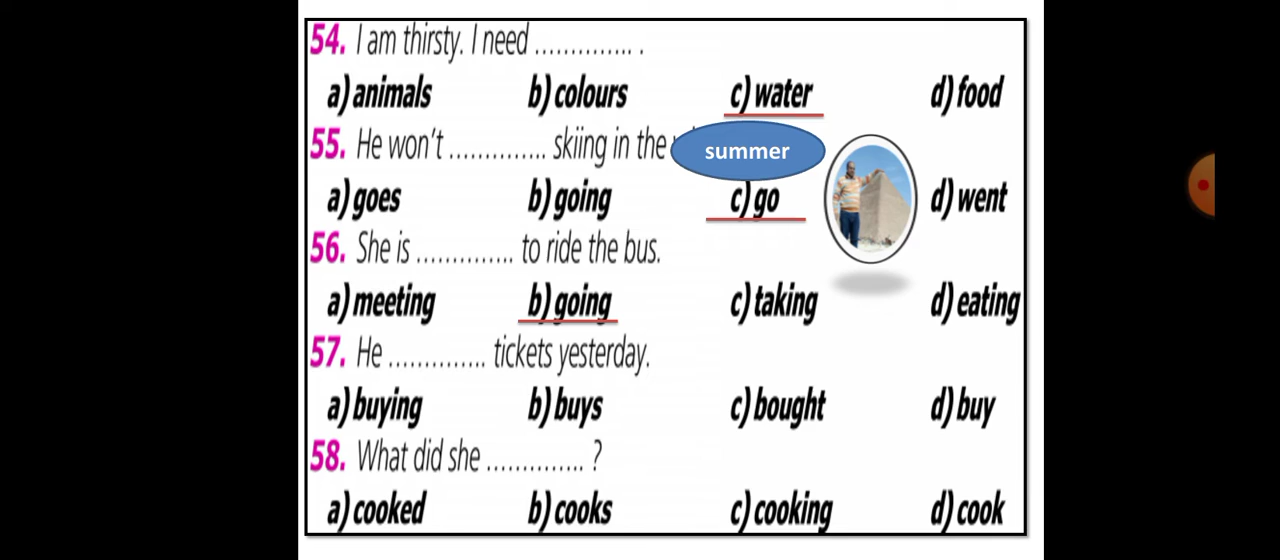 54. I am thirsty. I need .............. .
a) animals b) colours c) water d) food
55. He won't .............. skiing in the summer
a) goes b) going c) go d) went
56. She is .............. to ride the bus.
a) meeting b) going c) taking d) eating
57. He .............. tickets yesterday.
a) buying b) buys c) bought d) buy
58. What did she .............. ?
a) cooked b) cooks c) cooking d) cook